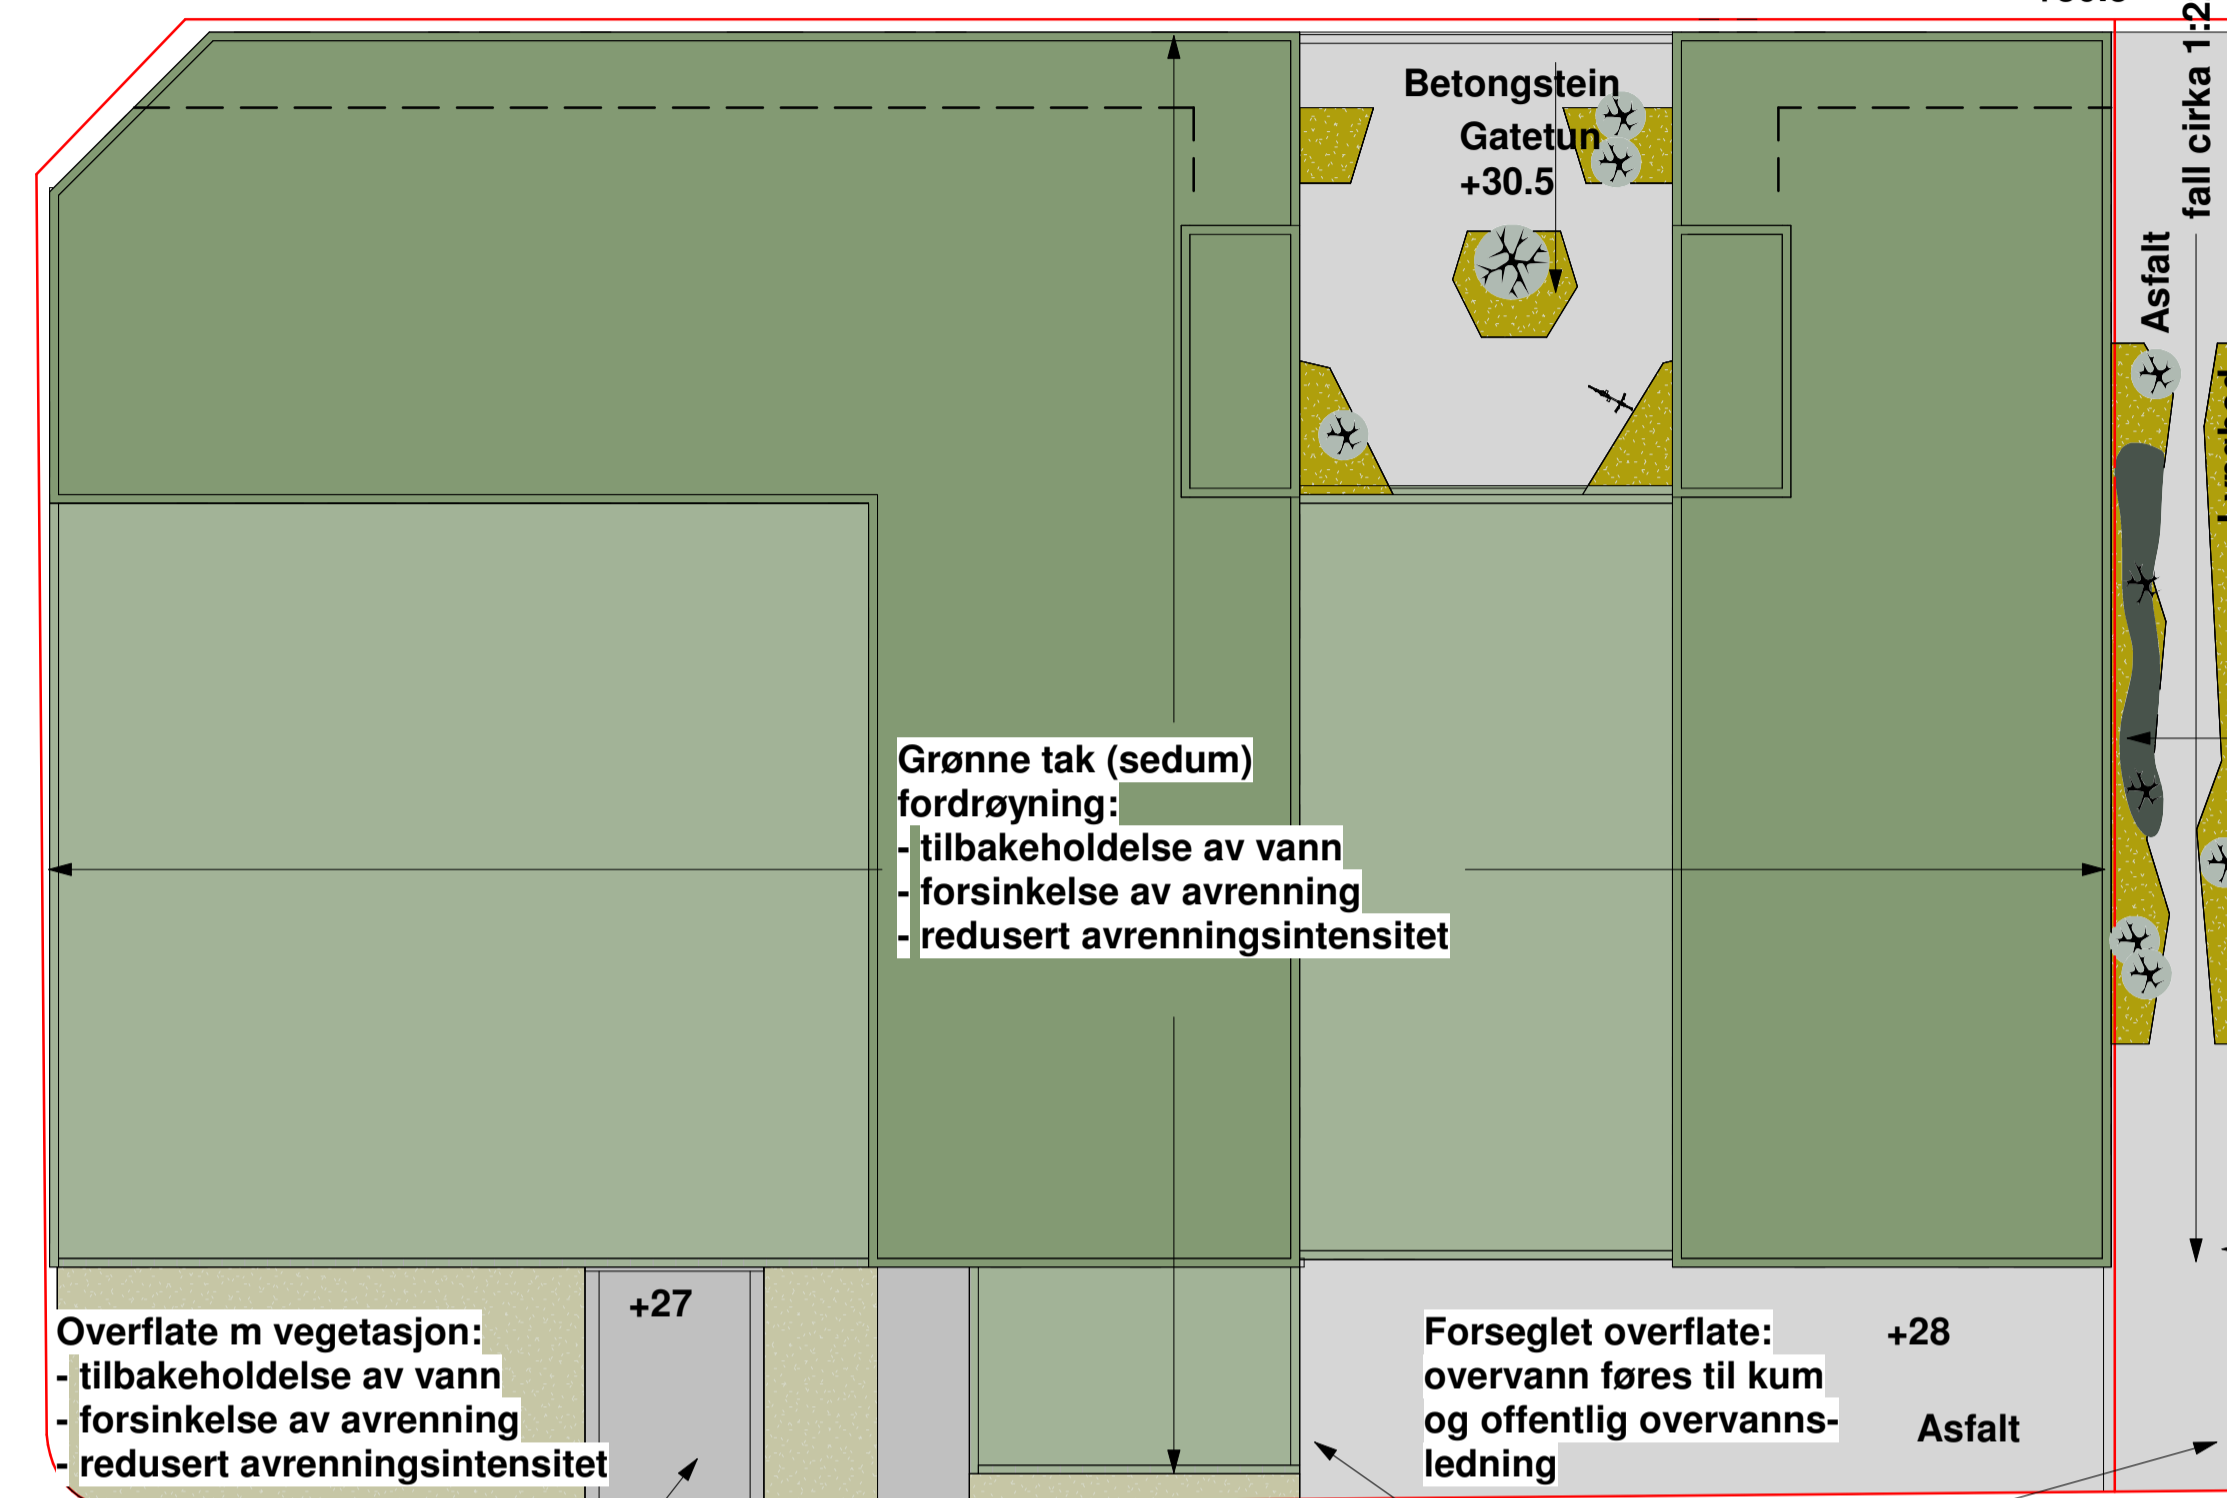 Betongstein
Gatetun
+30.5
fall cirka 1:2
Asfalt
Grønne tak (sedum)
fordrøyning:
- tilbakeholdelse av vann
- forsinkelse av avrenning
- redusert avrenningsintensitet
+27
Overflate m vegetasjon:
- tilbakeholdelse av vann
- forsinkelse av avrenning
- redusert avrenningsintensitet
Forseglet overflate:
overvann føres til kum
og offentlig overvanns-
ledning
+28
Asfalt